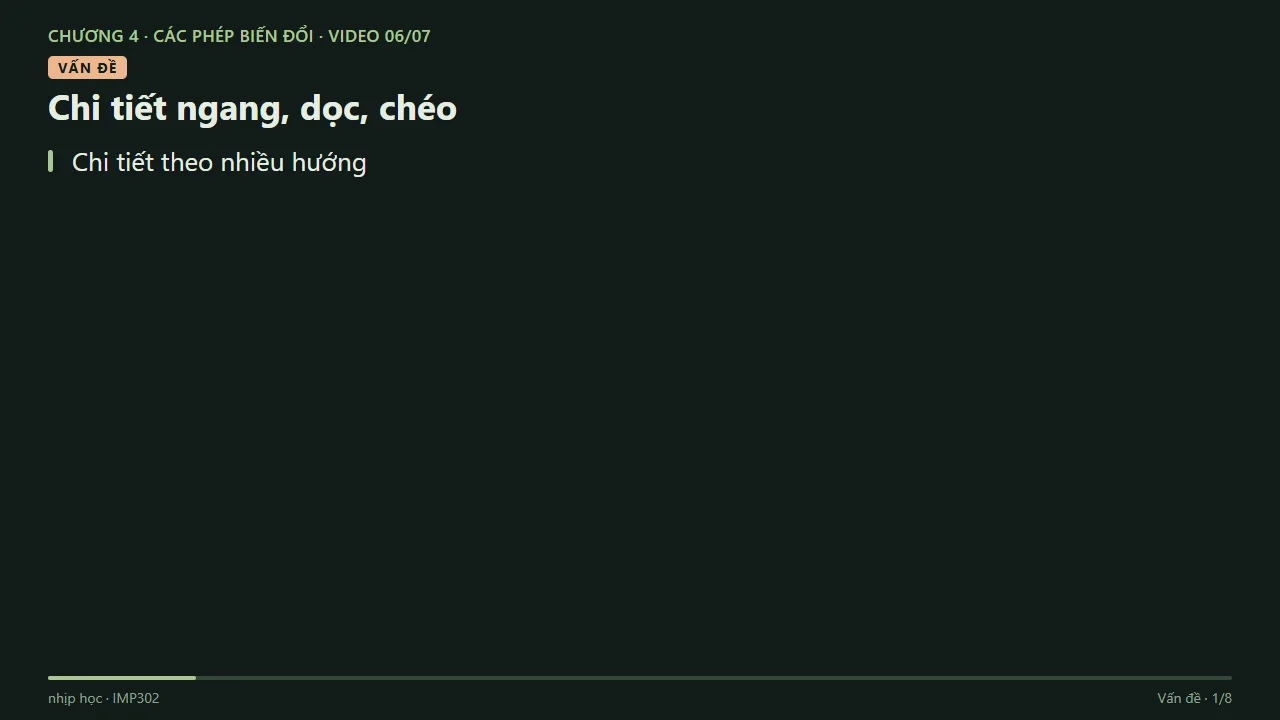 CHƯƠNG 4 · CÁC PHÉP BIẾN ĐỔI · VIDEO 06/07
VẤN ĐỀ
Chi tiết ngang, dọc, chéo
Chi tiết theo nhiều hướng
nhịp học · IMP302
Vấn đề · 1/8